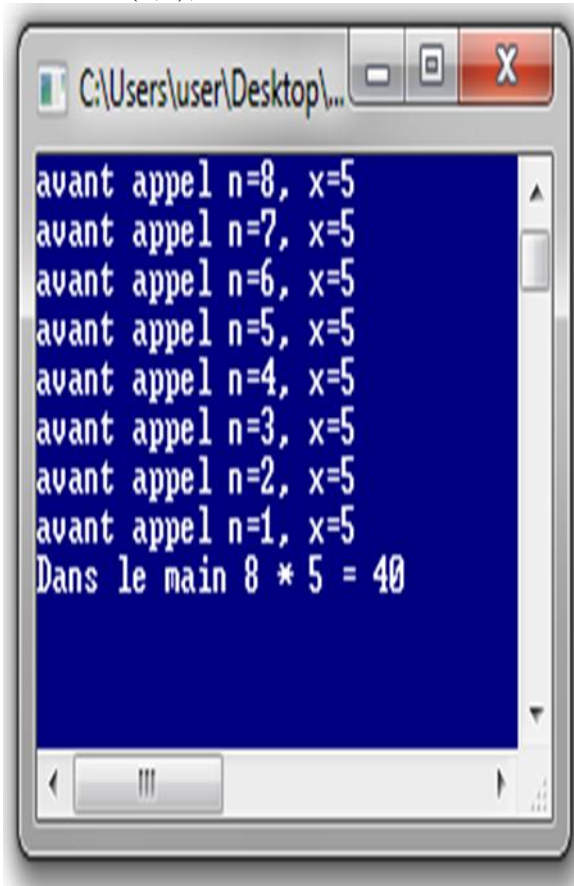 C:\Users\user\Desktop\...
avant appel n=8, x=5
avant appel n=7, x=5
avant appel n=6, x=5
avant appel n=5, x=5
avant appel n=4, x=5
avant appel n=3, x=5
avant appel n=2, x=5
avant appel n=1, x=5
Dans le main 8 * 5 = 40